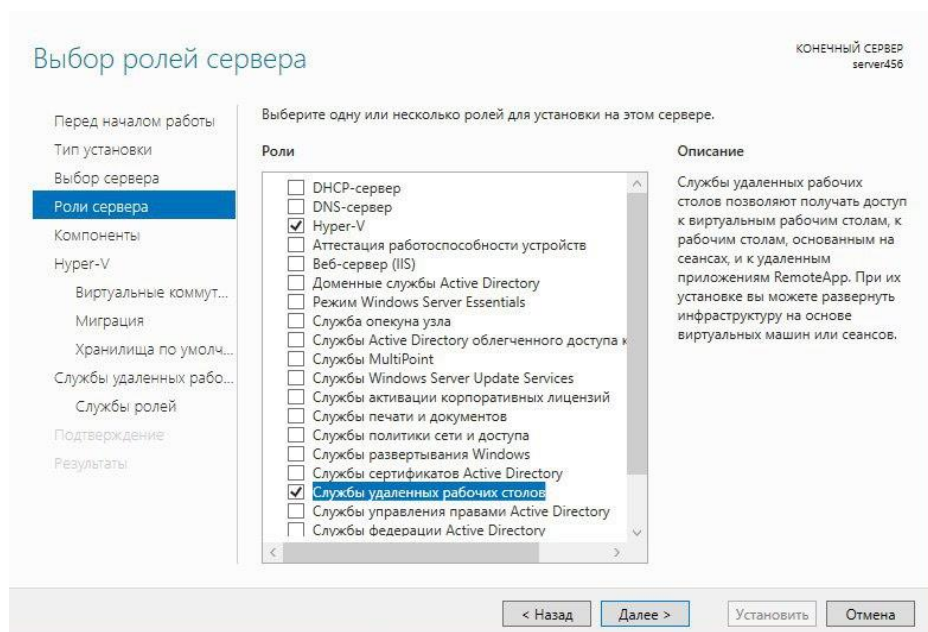 Выбор ролей сервера
КОНЕЧНЫЙ СЕРВЕР
server456
Перед началом работы
Тип установки
Выбор сервера
Роли сервера
Компоненты
Hyper-V
Виртуальные коммут...
Миграция
Хранилища по умолч...
Службы удаленных рабо...
Службы ролей
Подтверждение
Результаты
Выберите одну или несколько ролей для установки на этом сервере.
Роли
DHCP-сервер
DNS-сервер
Hyper-V
Аттестация работоспособности устройств
Веб-сервер (IIS)
Доменные службы Active Directory
Режим Windows Server Essentials
Служба опекуна узла
Службы Active Directory облегченного доступа к
Службы MultiPoint
Службы Windows Server Update Services
Службы активации корпоративных лицензий
Службы печати и документов
Службы политики сети и доступа
Службы развертывания Windows
Службы сертификатов Active Directory
Службы удаленных рабочих столов
Службы управления правами Active Directory
Службы федерации Active Directory
Описание
Службы удаленных рабочих
столов позволяют получать доступ
к виртуальным рабочим столам, к
рабочим столам, основанным на
сеансах, и к удаленным
приложениям RemoteApp. При их
установке вы можете развернуть
инфраструктуру на основе
виртуальных машин или сеансов.
< Назад
Далее >
Установить
Отмена